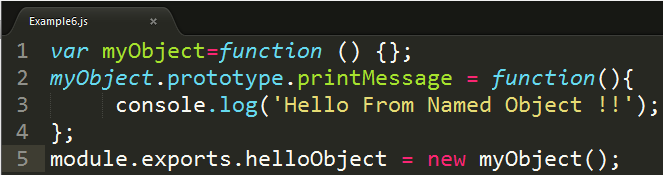 Example6.js ×
1 var myObject=function () {};
2 myObject.prototype.printMessage = function(){
3     console.log('Hello From Named Object !!');
4 };
5 module.exports.helloObject = new myObject();